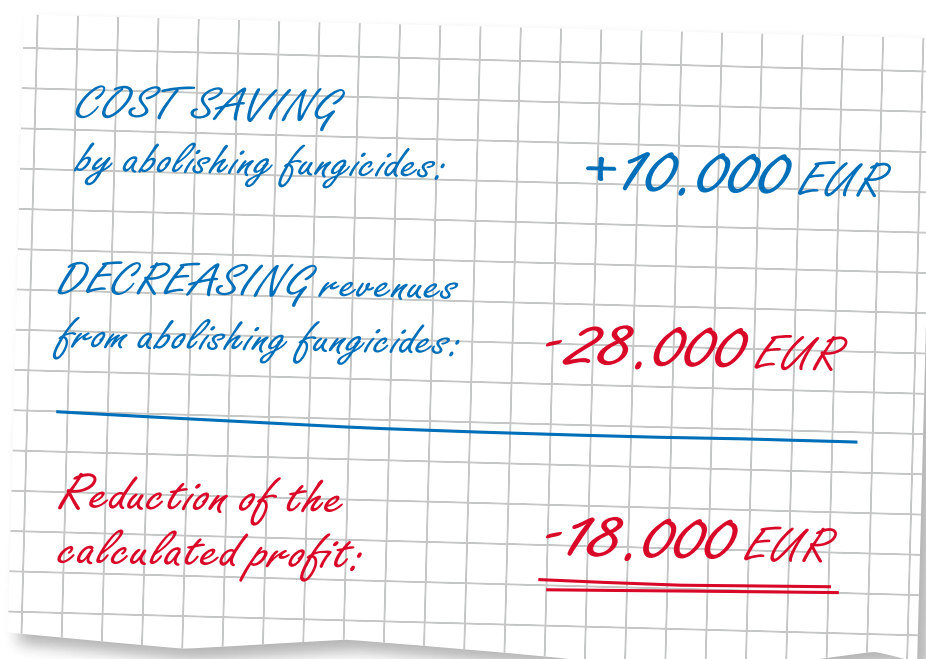 COST SAVING
by abolishing fungicides:
+10.000 EUR
DECREASING revenues
from abolishing fungicides:
-28.000 EUR
Reduction of the
calculated profit:
-18.000 EUR